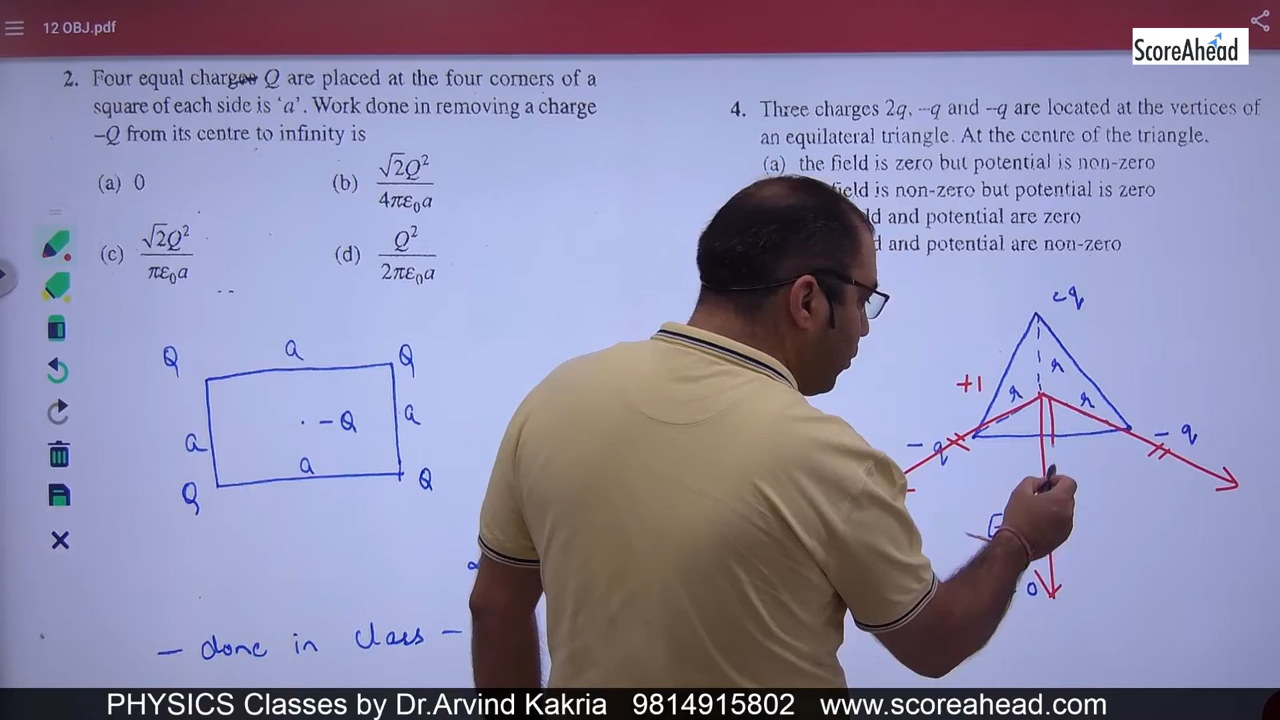 12 OBJ.pdf
ScoreAhead
2. Four equal charges Q are placed at the four corners of a
square of each side is ‘a’. Work done in removing a charge
–Q from its centre to infinity is
(a) 0
(b) √2Q²/4πε₀a
(c) √2Q²/πε₀a
(d) Q²/2πε₀a
Q a Q
a - Q a
Q a Q
- done in class -
4. Three charges 2q, –q and –q are located at the vertices of
an equilateral triangle. At the centre of the triangle.
(a) the field is zero but potential is non-zero
field is non-zero but potential is zero
and potential are zero
and potential are non-zero
+1
r r r
- q
- q
0
PHYSICS Classes by Dr.Arvind Kakria 9814915802 www.scoreahead.com